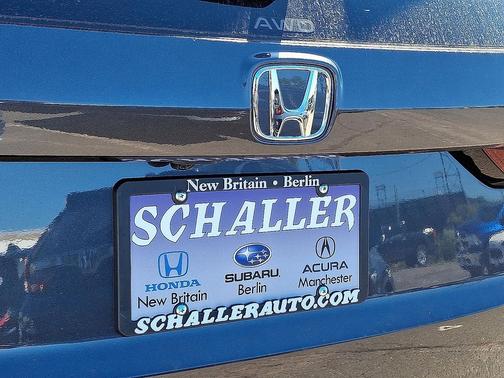 AWD
New Britain • Berlin
SCHALLER
HONDA
New Britain
SUBARU
Berlin
ACURA
Manchester
SCHALLERAUTO.COM